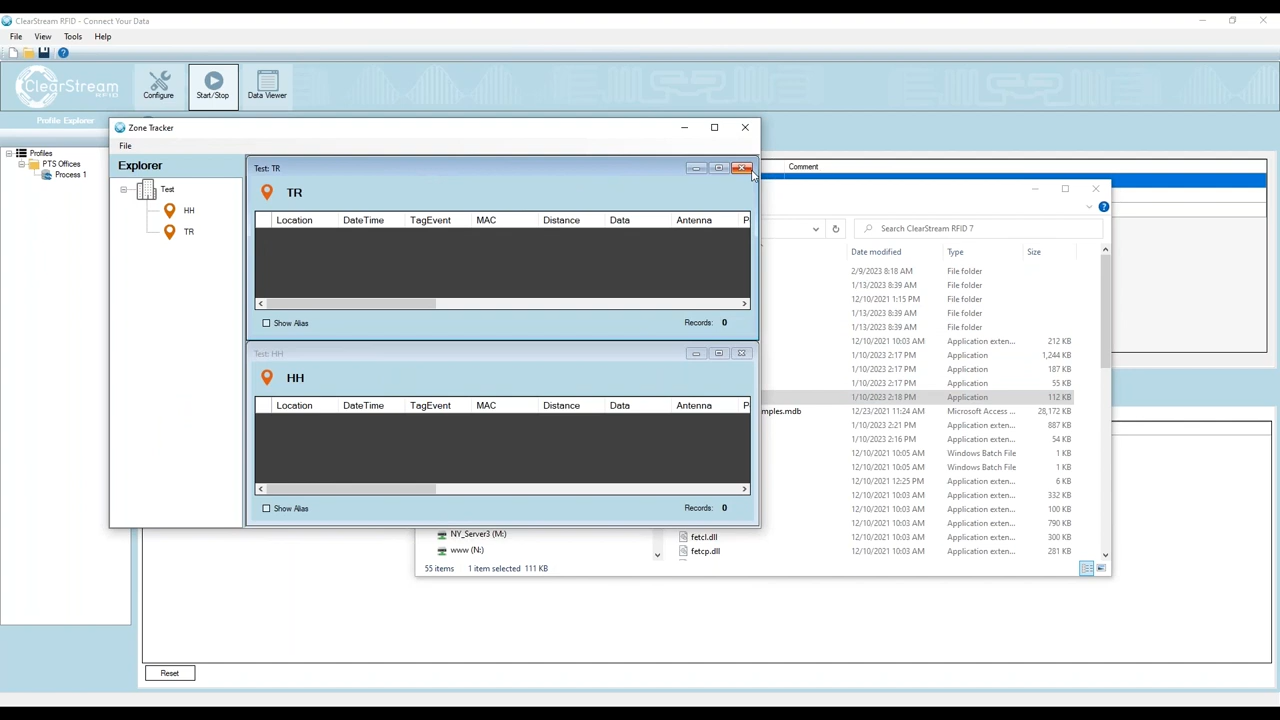 ClearStream RFID - Connect Your Data
File View Tools Help
ClearStream
RFID
Configure
Start/Stop
Data Viewer
Profile Explorer
Profiles
PTS Offices
Process 1
Zone Tracker
File
Explorer
Test
HH
TR
Test: TR
TR
Location DateTime TagEvent MAC Distance Data Antenna P
Show Alias Records: 0
Test: HH
HH
Location DateTime TagEvent MAC Distance Data Antenna P
Show Alias Records: 0
Comment
Search ClearStream RFID 7
Date modified Type Size
2/9/2023 8:18 AM File folder
1/13/2023 8:39 AM File folder
12/10/2021 1:15 PM File folder
1/13/2023 8:39 AM File folder
1/13/2023 8:39 AM File folder
12/10/2021 10:03 AM Application exten... 212 KB
1/10/2023 2:17 PM Application 1,244 KB
1/10/2023 2:17 PM Application 187 KB
1/10/2023 2:17 PM Application 55 KB
1/10/2023 2:18 PM Application 112 KB
mples.mdb 12/23/2021 11:24 AM Microsoft Access ... 28,172 KB
1/10/2023 2:21 PM Application exten... 887 KB
1/10/2023 2:16 PM Application exten... 54 KB
12/10/2021 10:05 AM Windows Batch File 1 KB
12/10/2021 10:05 AM Windows Batch File 1 KB
12/10/2021 12:25 PM Application exten... 6 KB
12/10/2021 10:03 AM Application exten... 332 KB
12/10/2021 10:03 AM Application exten... 100 KB
12/10/2021 10:03 AM Application exten... 790 KB
NY_Server3 (M:) fetcl.dll 12/10/2021 10:03 AM Application exten... 300 KB
www (N:) fetcp.dll 12/10/2021 10:03 AM Application exten... 281 KB
55 items 1 item selected 111 KB
Reset